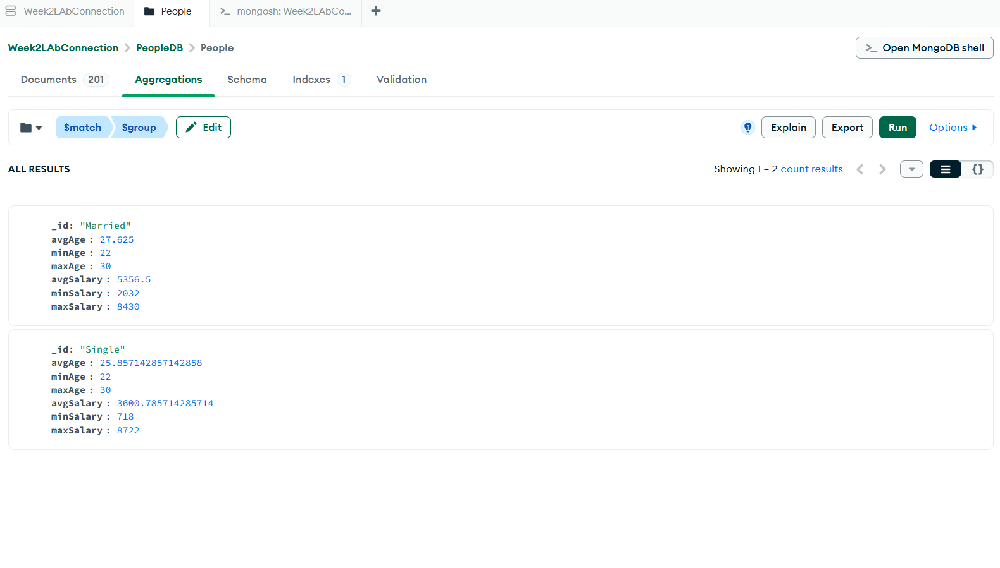 Week2LAbConnection People >_ mongosh: Week2LAbCo... +
Week2LAbConnection > PeopleDB > People >_ Open MongoDB shell
Documents 201 Aggregations Schema Indexes 1 Validation
$match $group Edit Explain Export Run Options
ALL RESULTS Showing 1 – 2 count results {}
_id: "Married"
avgAge : 27.625
minAge : 22
maxAge : 30
avgSalary : 5356.5
minSalary : 2032
maxSalary : 8430
_id: "Single"
avgAge : 25.857142857142858
minAge : 22
maxAge : 30
avgSalary : 3600.785714285714
minSalary : 718
maxSalary : 8722